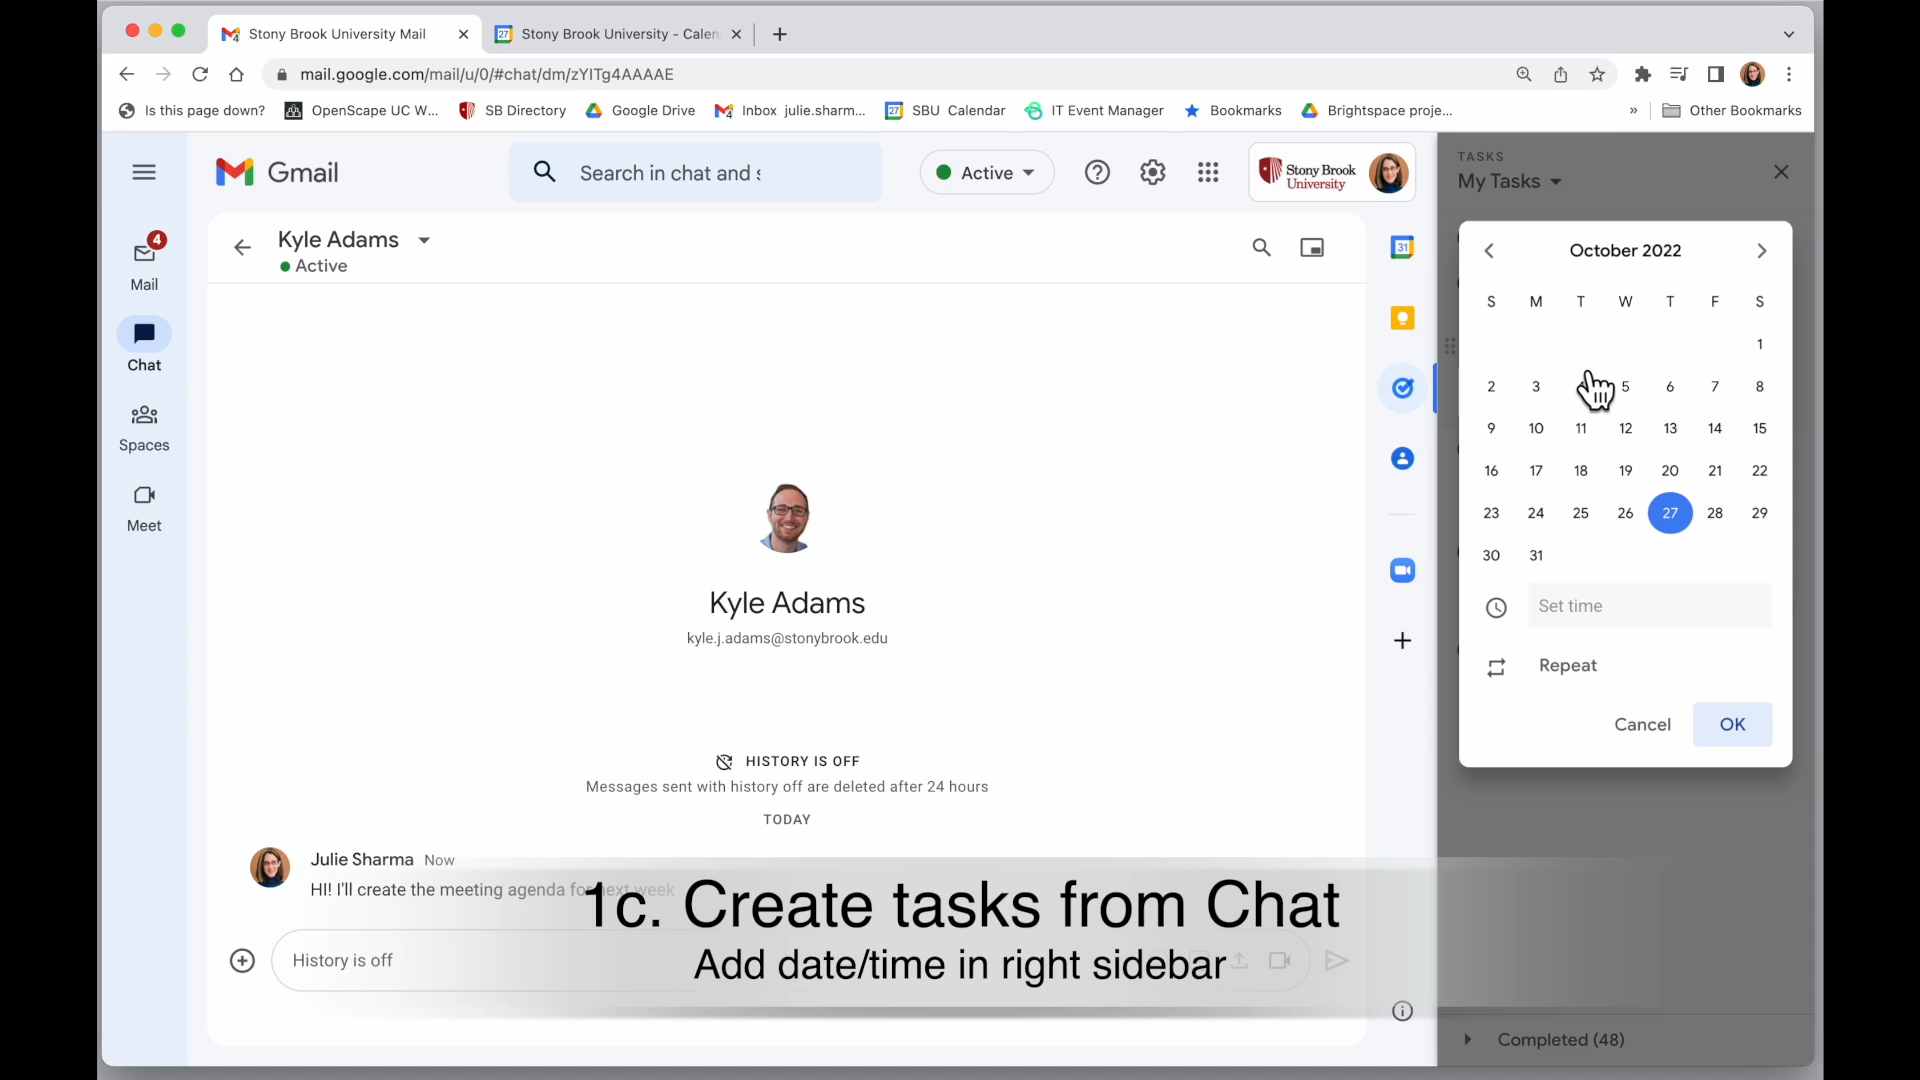 Stony Brook University Mail
Stony Brook University - Calen
mail.google.com/mail/u/0/#chat/dm/zYITg4AAAAE
Is this page down?
OpenScape UC W...
SB Directory
Google Drive
Inbox julie.sharm...
27
SBU Calendar
IT Event Manager
Bookmarks
Brightspace proje...
»
Other Bookmarks
Gmail
Search in chat and s
Active
Stony Brook
University
TASKS
My Tasks
4
Mail
Chat
Spaces
Meet
Kyle Adams
Active
31
October 2022
S M T W T F S
1
2 3 5 6 7 8
9 10 11 12 13 14 15
16 17 18 19 20 21 22
23 24 25 26 27 28 29
30 31
Set time
Repeat
Cancel
OK
Kyle Adams
kyle.j.adams@stonybrook.edu
HISTORY IS OFF
Messages sent with history off are deleted after 24 hours
TODAY
Julie Sharma Now
HI! I'll create the meeting agenda for next week
1c. Create tasks from Chat
History is off
Add date/time in right sidebar
Completed (48)